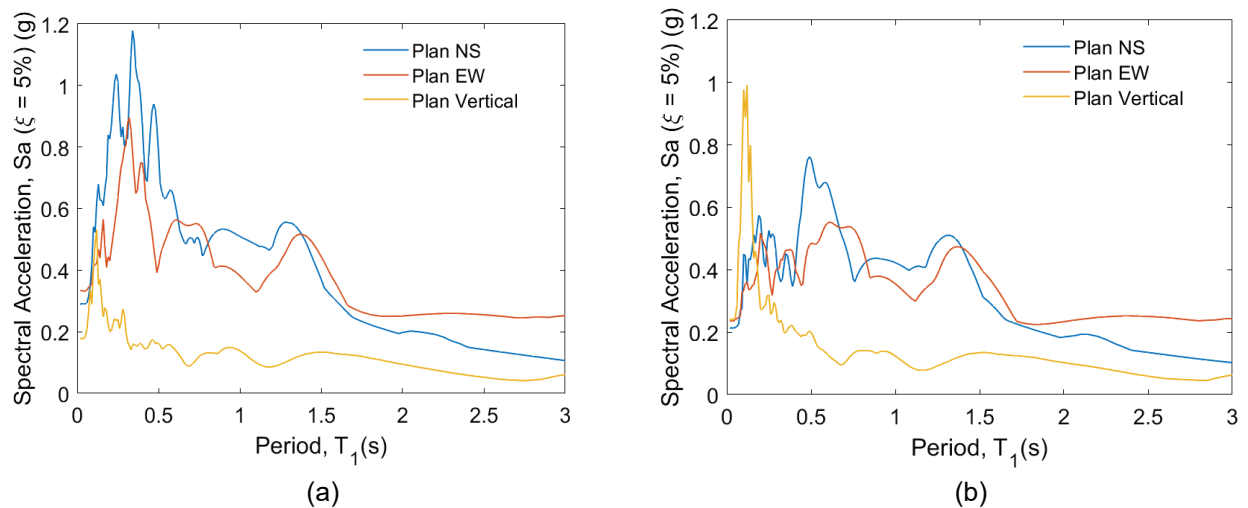 Spectral Acceleration, Sa (ξ = 5%) (g)
1.2
1
0.8
0.6
0.4
0.2
0
0 0.5 1 1.5 2 2.5 3
Period, T1(s)
Plan NS
Plan EW
Plan Vertical
(a)
Spectral Acceleration, Sa (ξ = 5%) (g)
1.2
1
0.8
0.6
0.4
0.2
0
0 0.5 1 1.5 2 2.5 3
Period, T1(s)
Plan NS
Plan EW
Plan Vertical
(b)